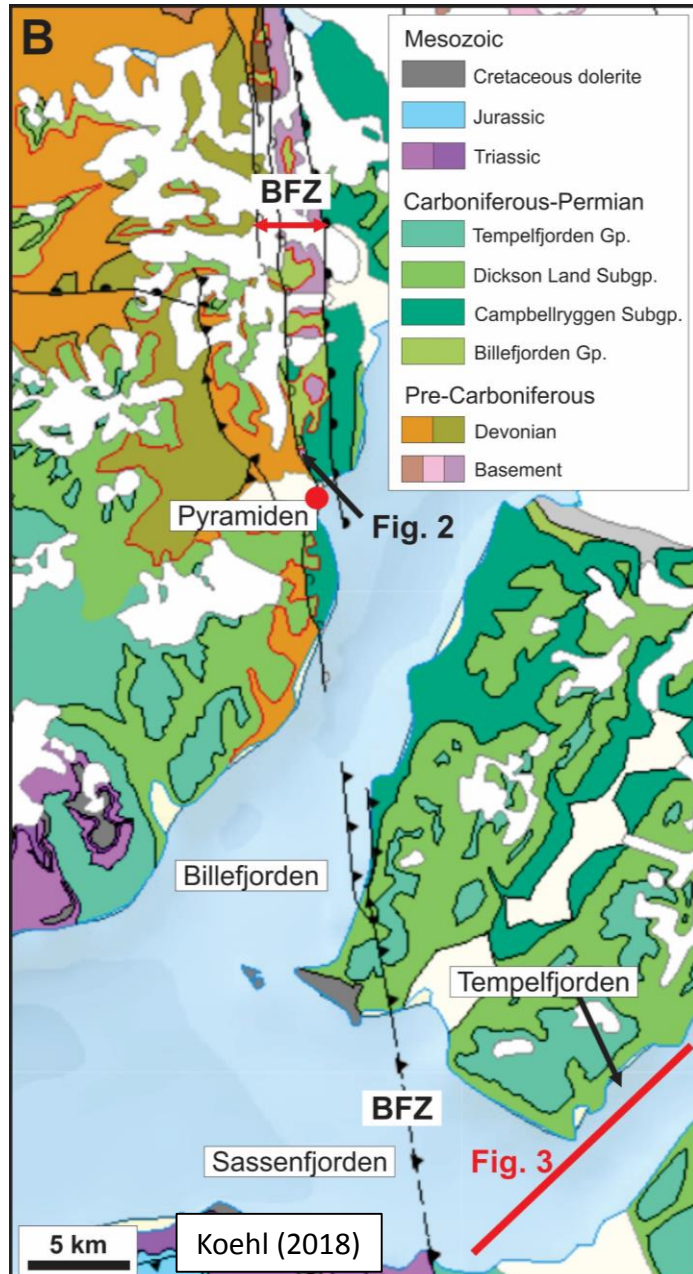 B
Mesozoic
Cretaceous dolerite
Jurassic
Triassic
Carboniferous-Permian
Tempelfjorden Gp.
Dickson Land Subgp.
Campbellryggen Subgp.
Billefjorden Gp.
Pre-Carboniferous
Devonian
Basement
BFZ
Pyramiden
Fig. 2
Billefjorden
Tempelfjorden
BFZ
Sassenfjorden
Fig. 3
5 km
Koehl (2018)